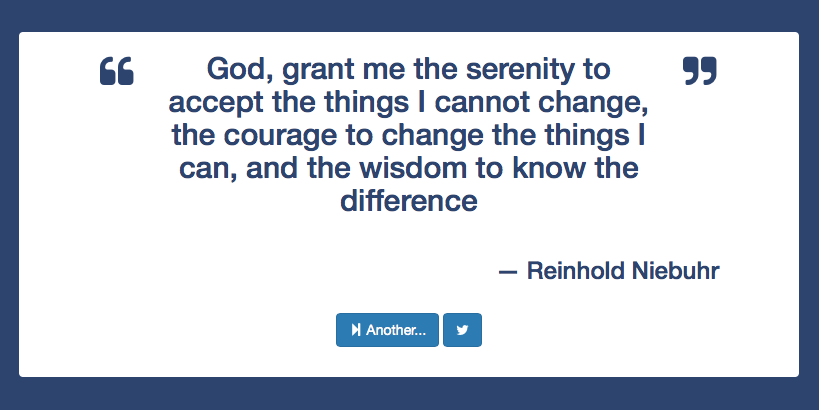 God, grant me the serenity to
accept the things I cannot change,
the courage to change the things I
can, and the wisdom to know the
difference
— Reinhold Niebuhr
Another...